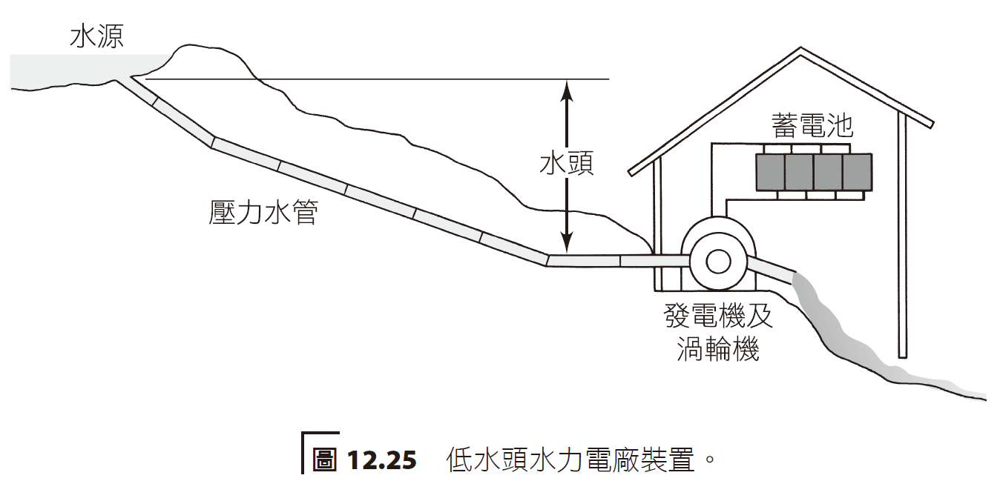 水源
水頭
蓄電池
壓力水管
發電機及
渦輪機
圖 12.25 低水頭水力電廠裝置。